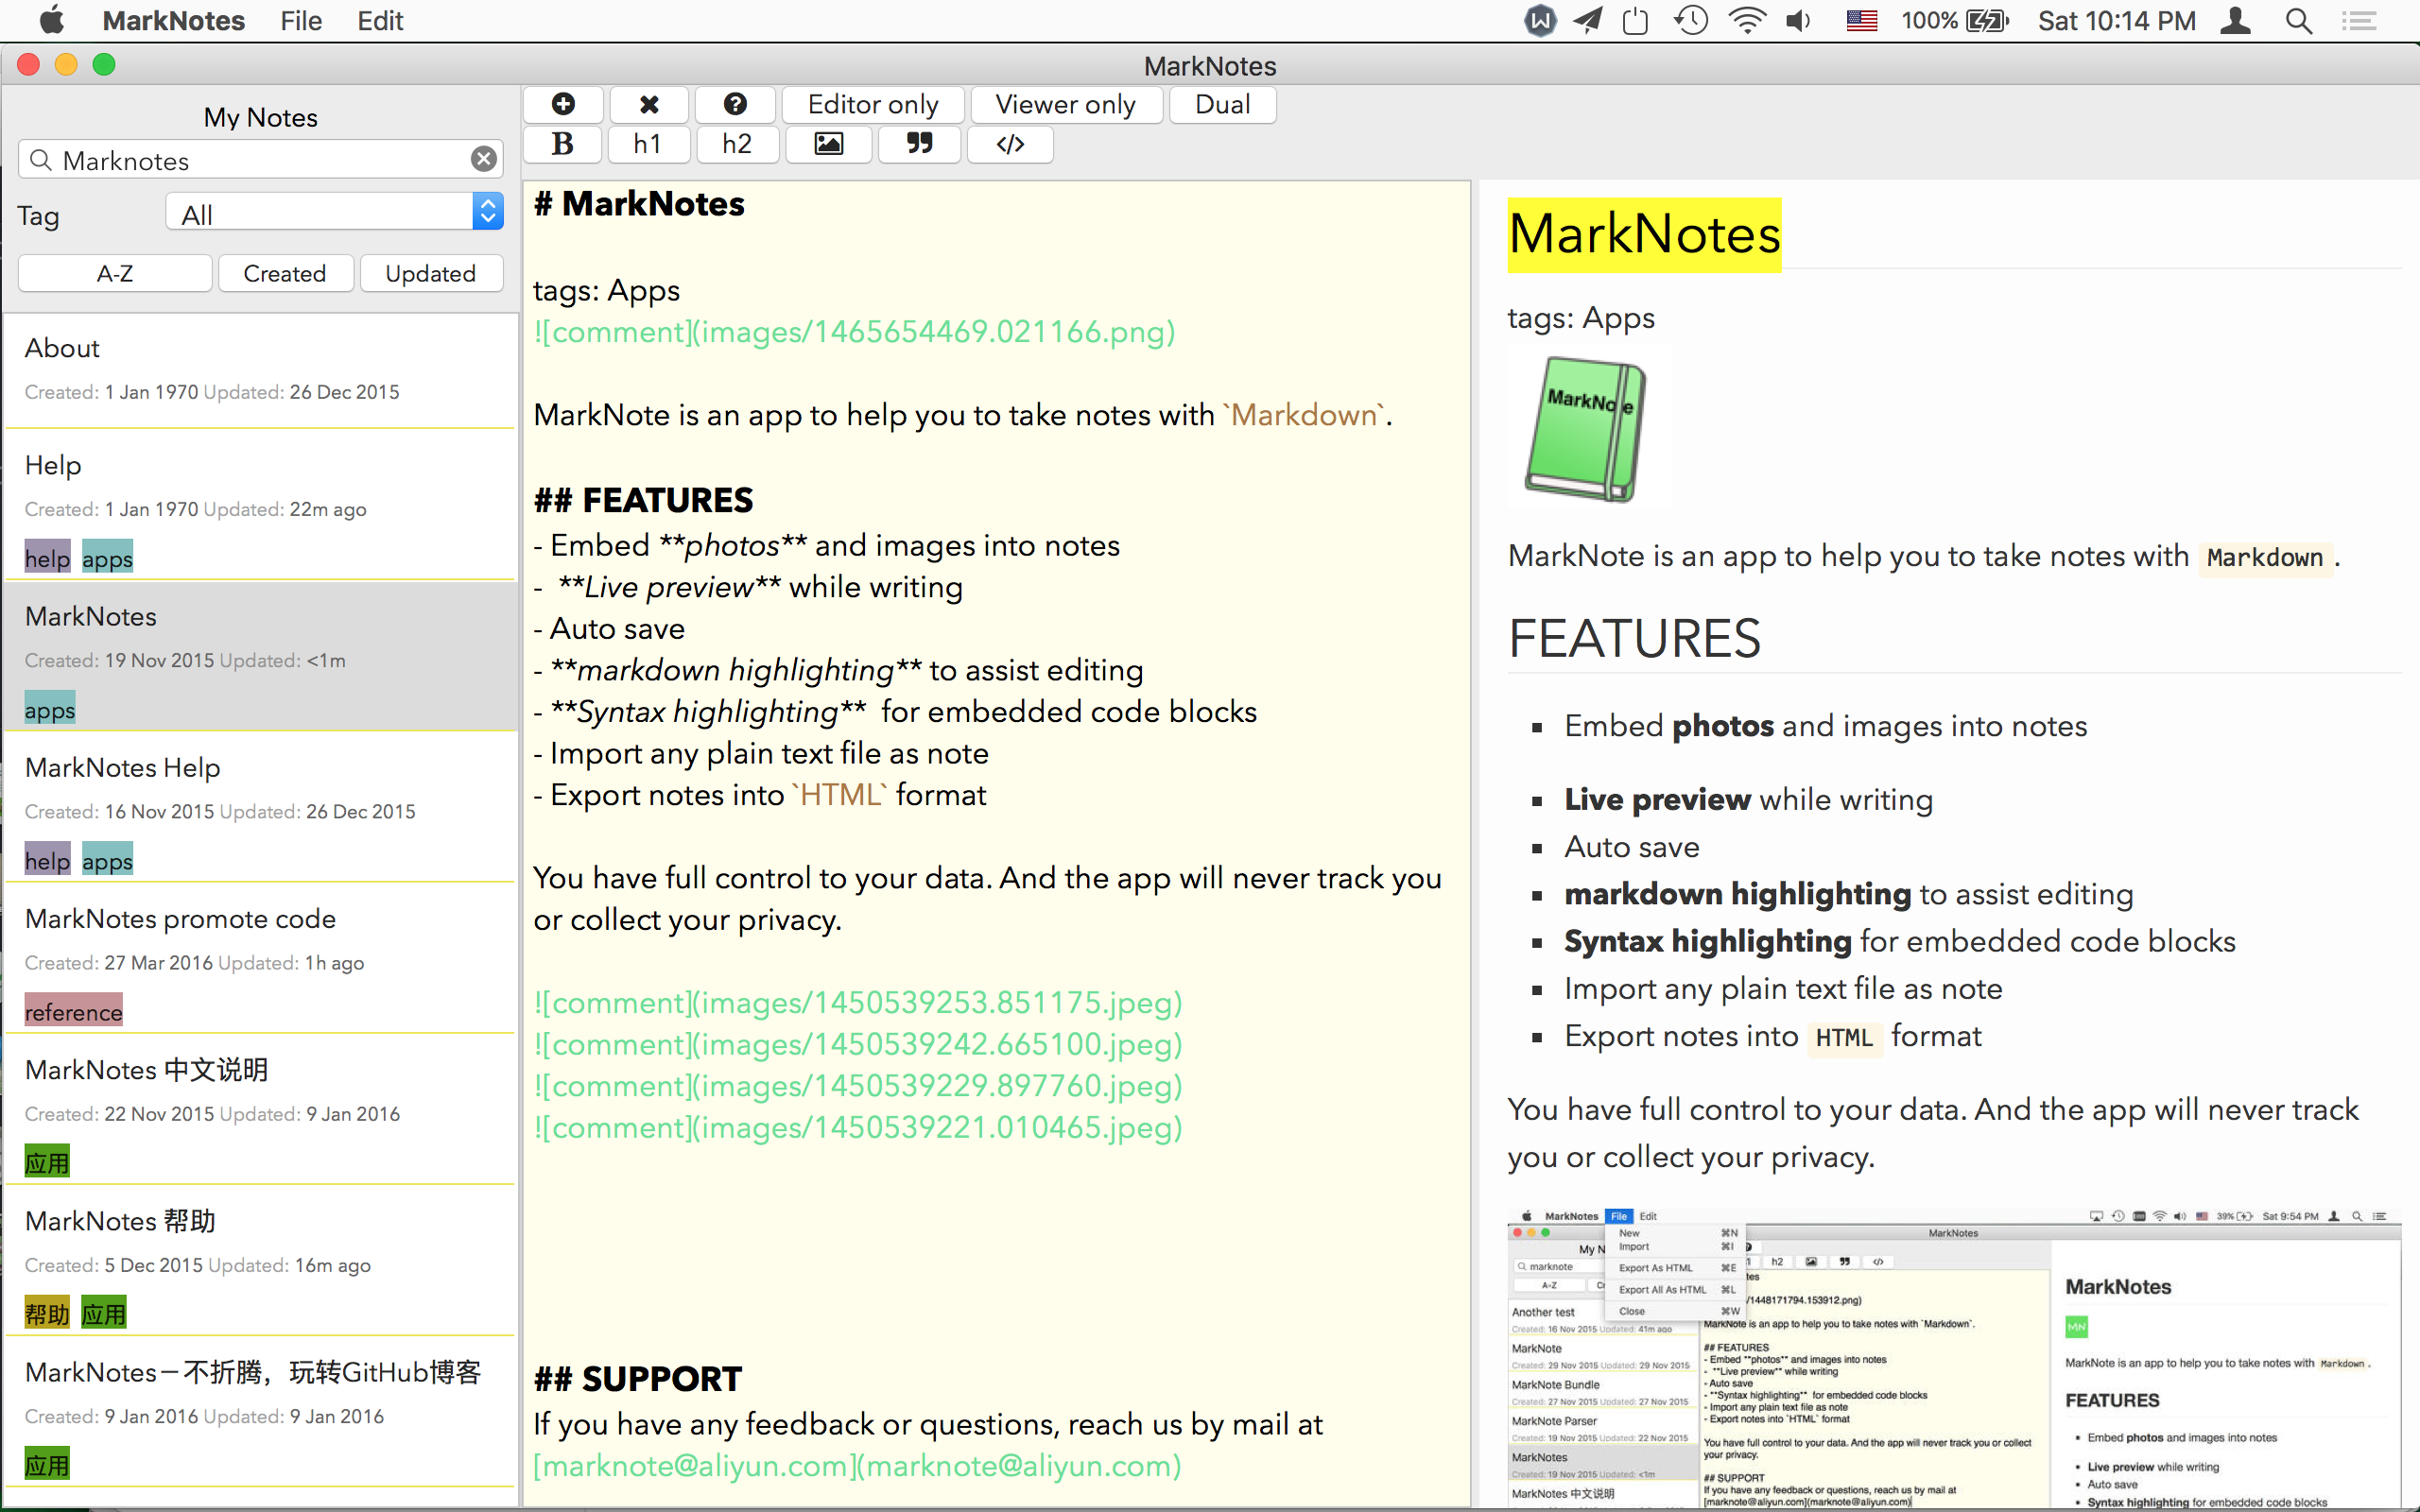 MarkNotes File Edit
100% Sat 10:14 PM
MarkNotes
My Notes
Marknotes
Tag All
A-Z Created Updated
About
Created: 1 Jan 1970 Updated: 26 Dec 2015
Help
Created: 1 Jan 1970 Updated: 22m ago
help apps
MarkNotes
Created: 19 Nov 2015 Updated: <1m
apps
MarkNotes Help
Created: 16 Nov 2015 Updated: 26 Dec 2015
help apps
MarkNotes promote code
Created: 27 Mar 2016 Updated: 1h ago
reference
MarkNotes 中文说明
Created: 22 Nov 2015 Updated: 9 Jan 2016
应用
MarkNotes 帮助
Created: 5 Dec 2015 Updated: 16m ago
帮助 应用
MarkNotes－不折腾，玩转GitHub博客
Created: 9 Jan 2016 Updated: 9 Jan 2016
应用
Editor only Viewer only Dual
B h1 h2 </>
# MarkNotes
tags: Apps
![comment](images/1465654469.021166.png)
MarkNote is an app to help you to take notes with `Markdown`.
## FEATURES
- Embed **photos** and images into notes
-  **Live preview** while writing
- Auto save
- **markdown highlighting** to assist editing
- **Syntax highlighting**  for embedded code blocks
- Import any plain text file as note
- Export notes into `HTML` format
You have full control to your data. And the app will never track you
or collect your privacy.
![comment](images/1450539253.851175.jpeg)
![comment](images/1450539242.665100.jpeg)
![comment](images/1450539229.897760.jpeg)
![comment](images/1450539221.010465.jpeg)
## SUPPORT
If you have any feedback or questions, reach us by mail at
[marknote@aliyun.com](marknote@aliyun.com)
MarkNotes
tags: Apps
MarkNote
MarkNote is an app to help you to take notes with Markdown.
FEATURES
Embed photos and images into notes
Live preview while writing
Auto save
markdown highlighting to assist editing
Syntax highlighting for embedded code blocks
Import any plain text file as note
Export notes into HTML format
You have full control to your data. And the app will never track
you or collect your privacy.
MarkNotes File Edit
39% Sat 9:54 PM
MarkNotes
New ⌘N
Import ⌘I
Export As HTML ⌘E
Export All As HTML ⌘L
Close ⌘W
My N
marknote
A-Z
Another test
Created: 16 Nov 2015 Updated: 41m ago
MarkNote
Created: 29 Nov 2015 Updated: 29 Nov 2015
MarkNote Bundle
Created: 27 Nov 2015 Updated: 27 Nov 2015
MarkNote Parser
Created: 19 Nov 2015 Updated: 22 Nov 2015
MarkNotes
Created: 19 Nov 2015 Updated: <1m
MarkNotes 中文说明
h2 </>
/1448171794.153912.png)
MarkNote is an app to help you to take notes with `Markdown`.
## FEATURES
- Embed **photos** and images into notes
-  **Live preview** while writing
- Auto save
- **Syntax highlighting**  for embedded code blocks
- Import any plain text file as note
- Export notes into `HTML` format
You have full control to your data. And the app will never track you or collect
your privacy.
## SUPPORT
If you have any feedback or questions, reach us by mail at
[marknote@aliyun.com](marknote@aliyun.com)
MarkNotes
MN
MarkNote is an app to help you to take notes with Markdown.
FEATURES
Embed photos and images into notes
Live preview while writing
Auto save
Syntax highlighting for embedded code blocks